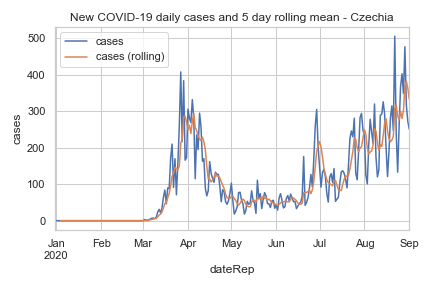 New COVID-19 daily cases and 5 day rolling mean - Czechia
cases
cases (rolling)
500
400
300
200
100
0
cases
Jan
2020
Feb
Mar
Apr
May
Jun
Jul
Aug
Sep
dateRep